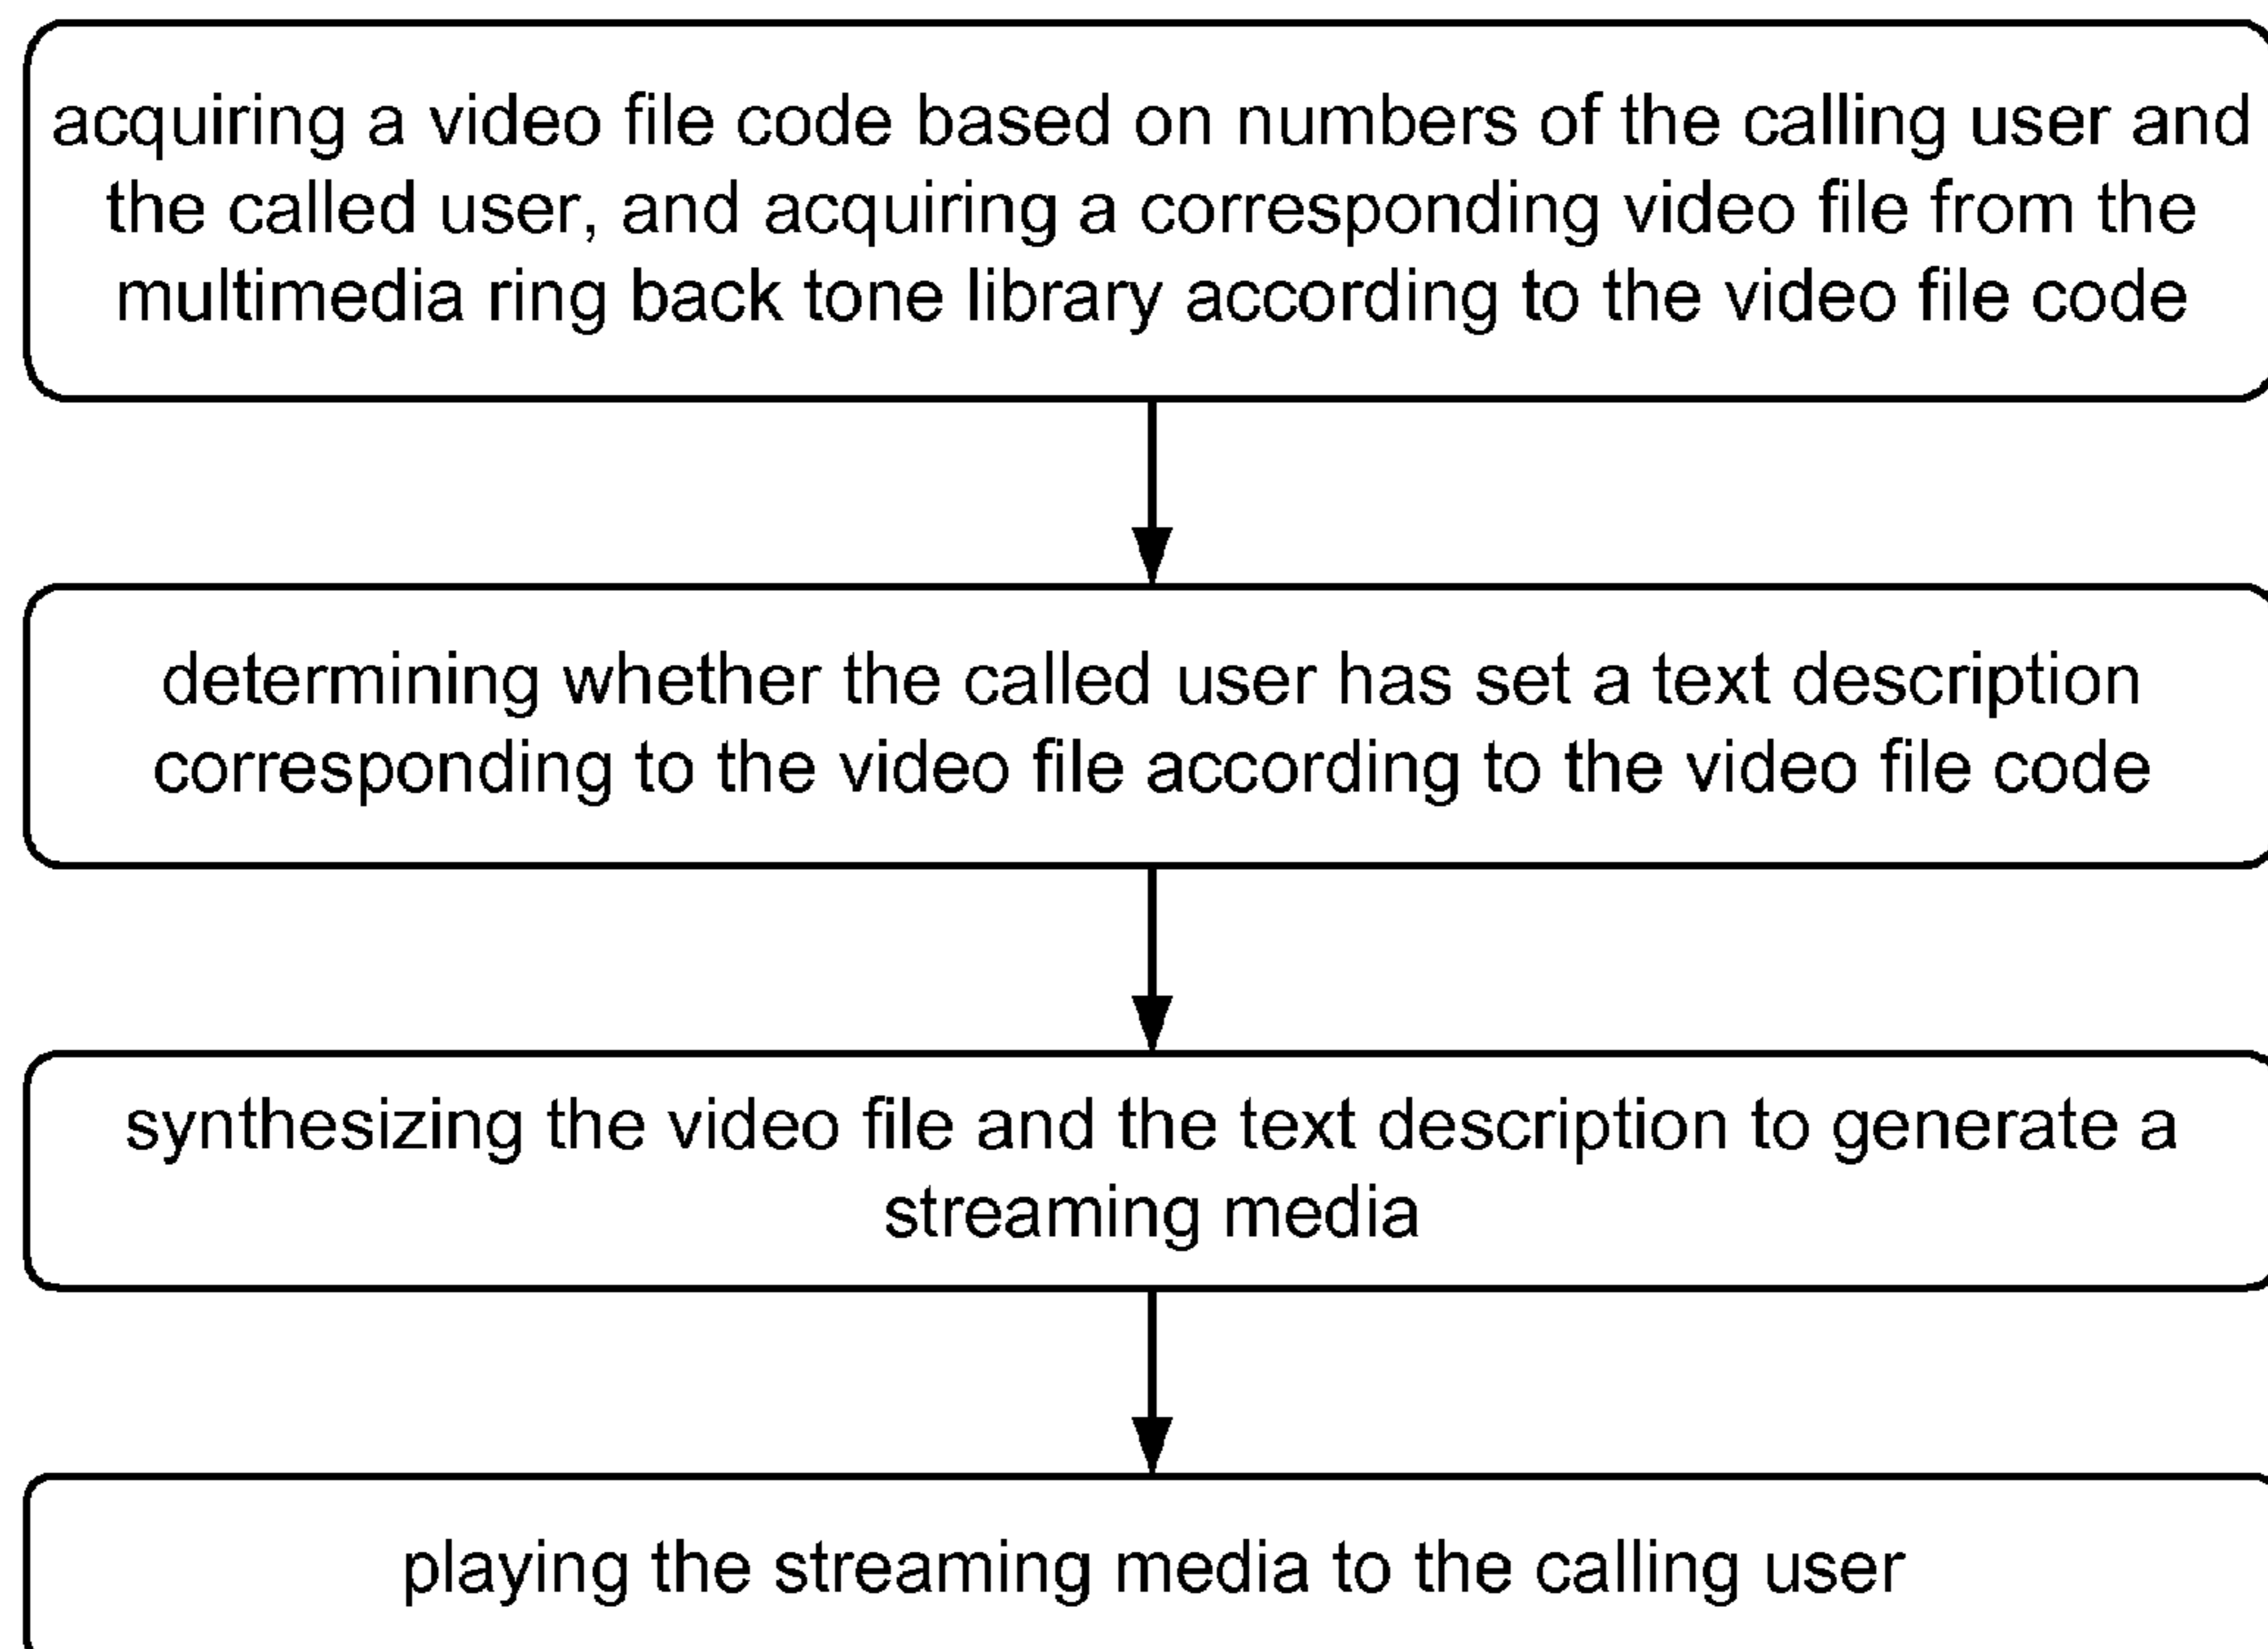 acquiring a video file code based on numbers of the calling user and
the called user, and acquiring a corresponding video file from the
multimedia ring back tone library according to the video file code
determining whether the called user has set a text description
corresponding to the video file according to the video file code
synthesizing the video file and the text description to generate a
streaming media
playing the streaming media to the calling user